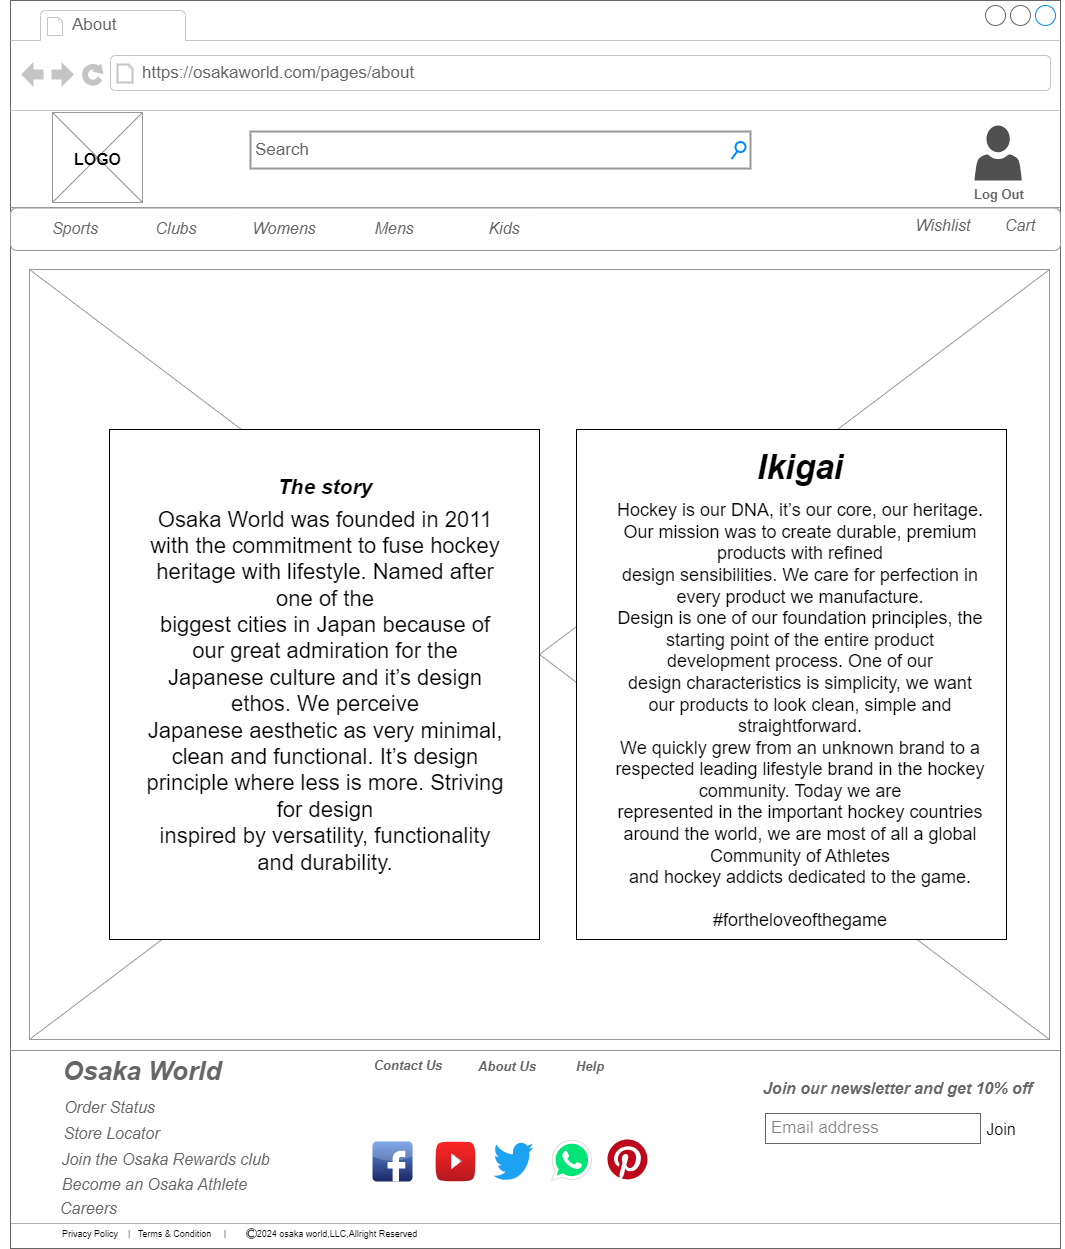 About
https://osakaworld.com/pages/about
LOGO
Search
Log Out
Sports Clubs Womens Mens Kids Wishlist Cart
The story
Osaka World was founded in 2011
with the commitment to fuse hockey
heritage with lifestyle. Named after
one of the
biggest cities in Japan because of
our great admiration for the
Japanese culture and it’s design
ethos. We perceive
Japanese aesthetic as very minimal,
clean and functional. It’s design
principle where less is more. Striving
for design
inspired by versatility, functionality
and durability.
Ikigai
Hockey is our DNA, it’s our core, our heritage.
Our mission was to create durable, premium
products with refined
design sensibilities. We care for perfection in
every product we manufacture.
Design is one of our foundation principles, the
starting point of the entire product
development process. One of our
design characteristics is simplicity, we want
our products to look clean, simple and
straightforward.
We quickly grew from an unknown brand to a
respected leading lifestyle brand in the hockey
community. Today we are
represented in the important hockey countries
around the world, we are most of all a global
Community of Athletes
and hockey addicts dedicated to the game.
#fortheloveofthegame
Osaka World
Order Status
Store Locator
Join the Osaka Rewards club
Become an Osaka Athlete
Careers
Contact Us About Us Help
Join our newsletter and get 10% off
Email address Join
Privacy Policy | Terms & Condition | ©2024 osaka world,LLC,Allright Reserved